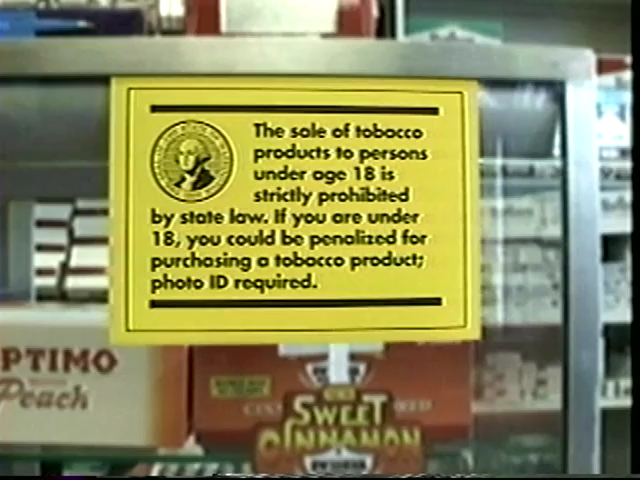 The sale of tobacco
products to persons
under age 18 is
strictly prohibited
by state law. If you are under
18, you could be penalized for
purchasing a tobacco product;
photo ID required.
PTIMO
Peach
SWEET
CINNAMON